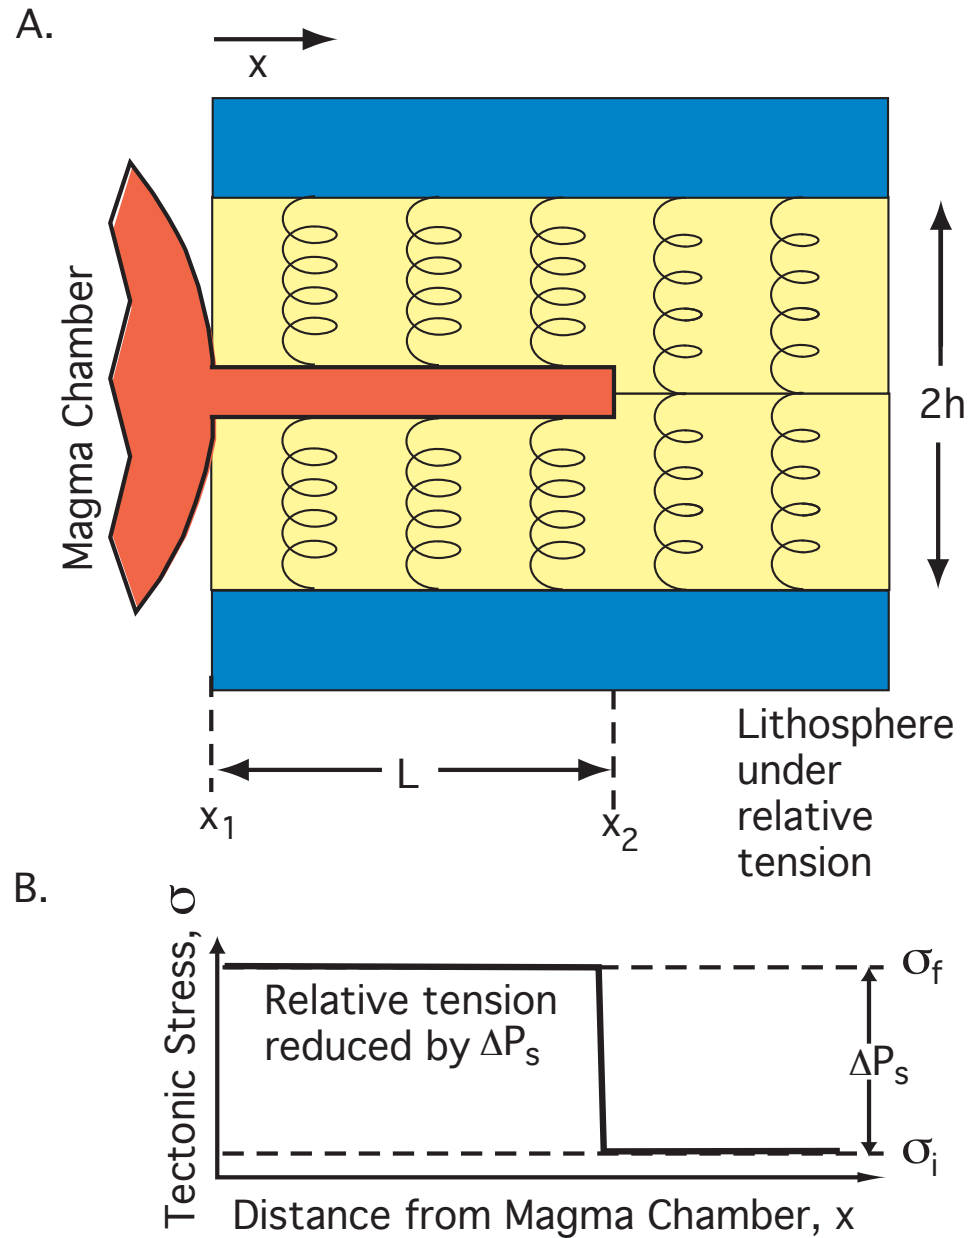 A.
x
Magma Chamber
2h
L
x1
x2
Lithosphere
under
relative
tension
B.
Tectonic Stress, σ
Relative tension
reduced by ΔPs
σf
ΔPs
σi
Distance from Magma Chamber, x